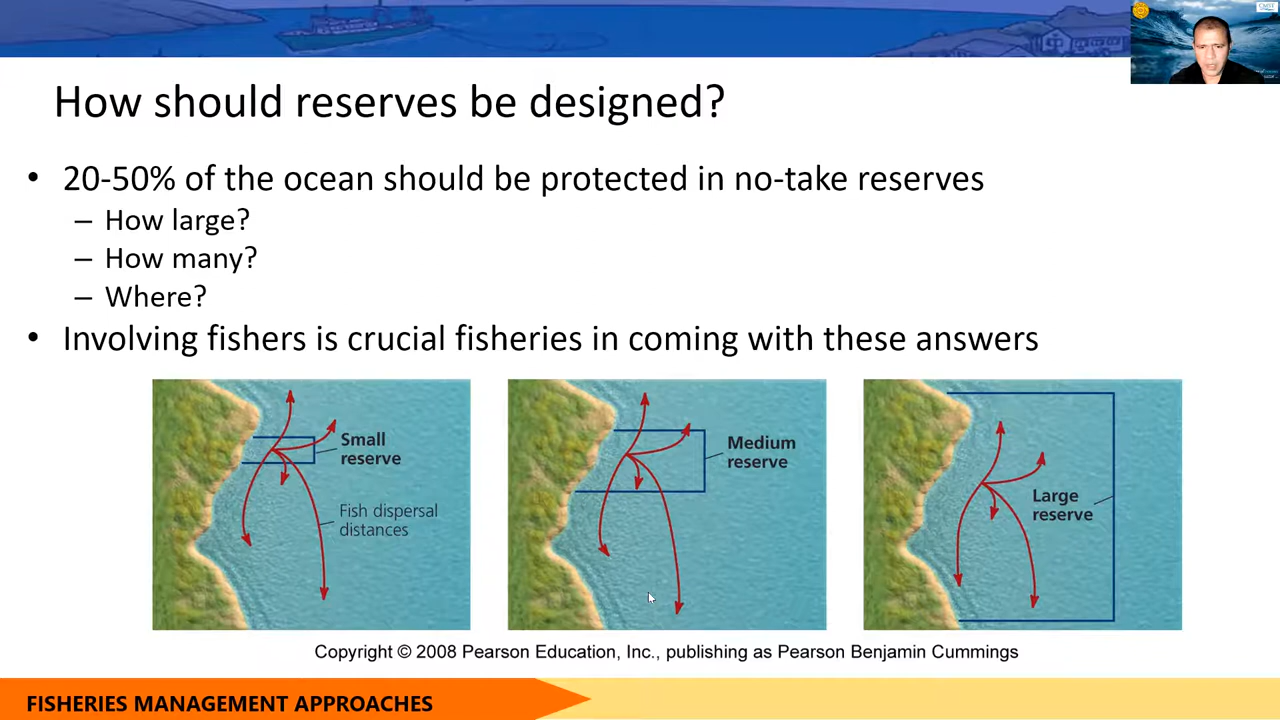 How should reserves be designed?
• 20-50% of the ocean should be protected in no-take reserves
– How large?
– How many?
– Where?
• Involving fishers is crucial fisheries in coming with these answers
Small
reserve
Fish dispersal
distances
Medium
reserve
Large
reserve
Copyright © 2008 Pearson Education, Inc., publishing as Pearson Benjamin Cummings
FISHERIES MANAGEMENT APPROACHES